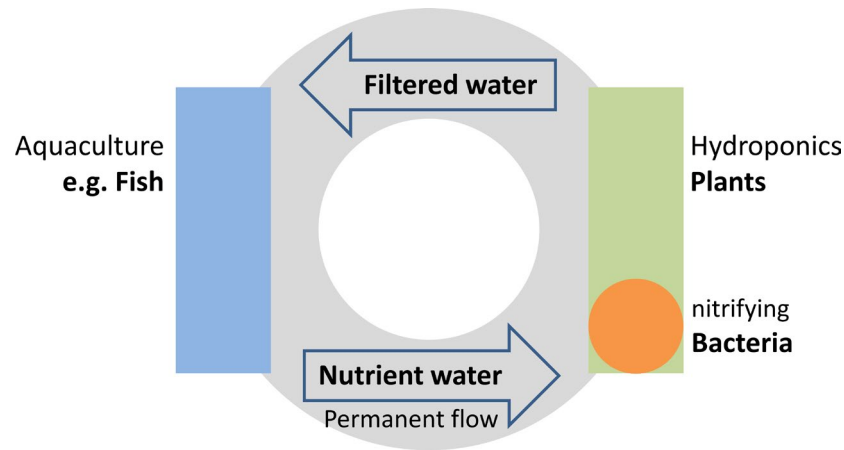 Filtered water
Aquaculture
e.g. Fish
Hydroponics
Plants
nitrifying
Bacteria
Nutrient water
Permanent flow